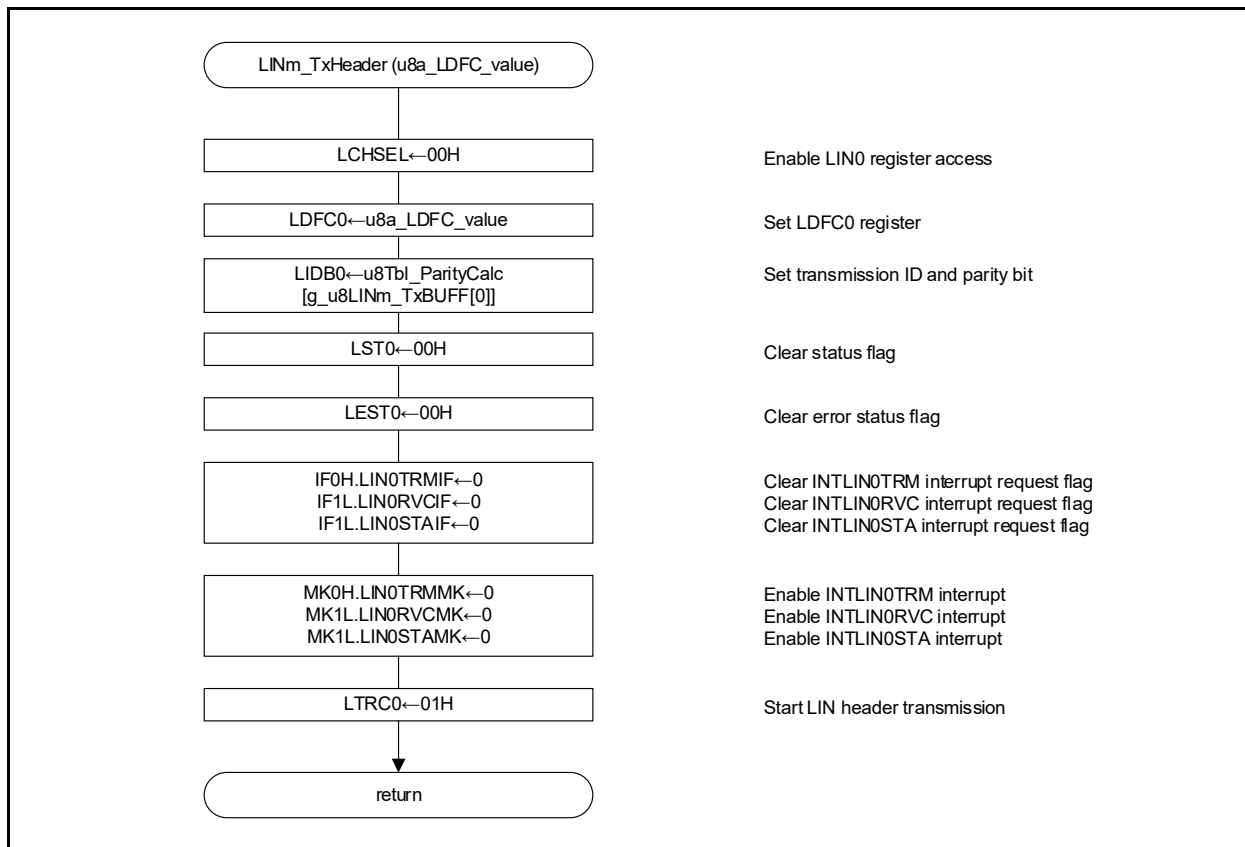 LINm_TxHeader (u8a_LDFC_value)
LCHSEL←00H
Enable LIN0 register access
LDFC0←u8a_LDFC_value
Set LDFC0 register
LIDB0←u8Tbl_ParityCalc
[g_u8LINm_TxBUFF[0]]
Set transmission ID and parity bit
LST0←00H
Clear status flag
LEST0←00H
Clear error status flag
IF0H.LIN0TRMIF←0
IF1L.LIN0RVCIF←0
IF1L.LIN0STAIF←0
Clear INTLIN0TRM interrupt request flag
Clear INTLIN0RVC interrupt request flag
Clear INTLIN0STA interrupt request flag
MK0H.LIN0TRMMK←0
MK1L.LIN0RVCMK←0
MK1L.LIN0STAMK←0
Enable INTLIN0TRM interrupt
Enable INTLIN0RVC interrupt
Enable INTLIN0STA interrupt
LTRC0←01H
Start LIN header transmission
return